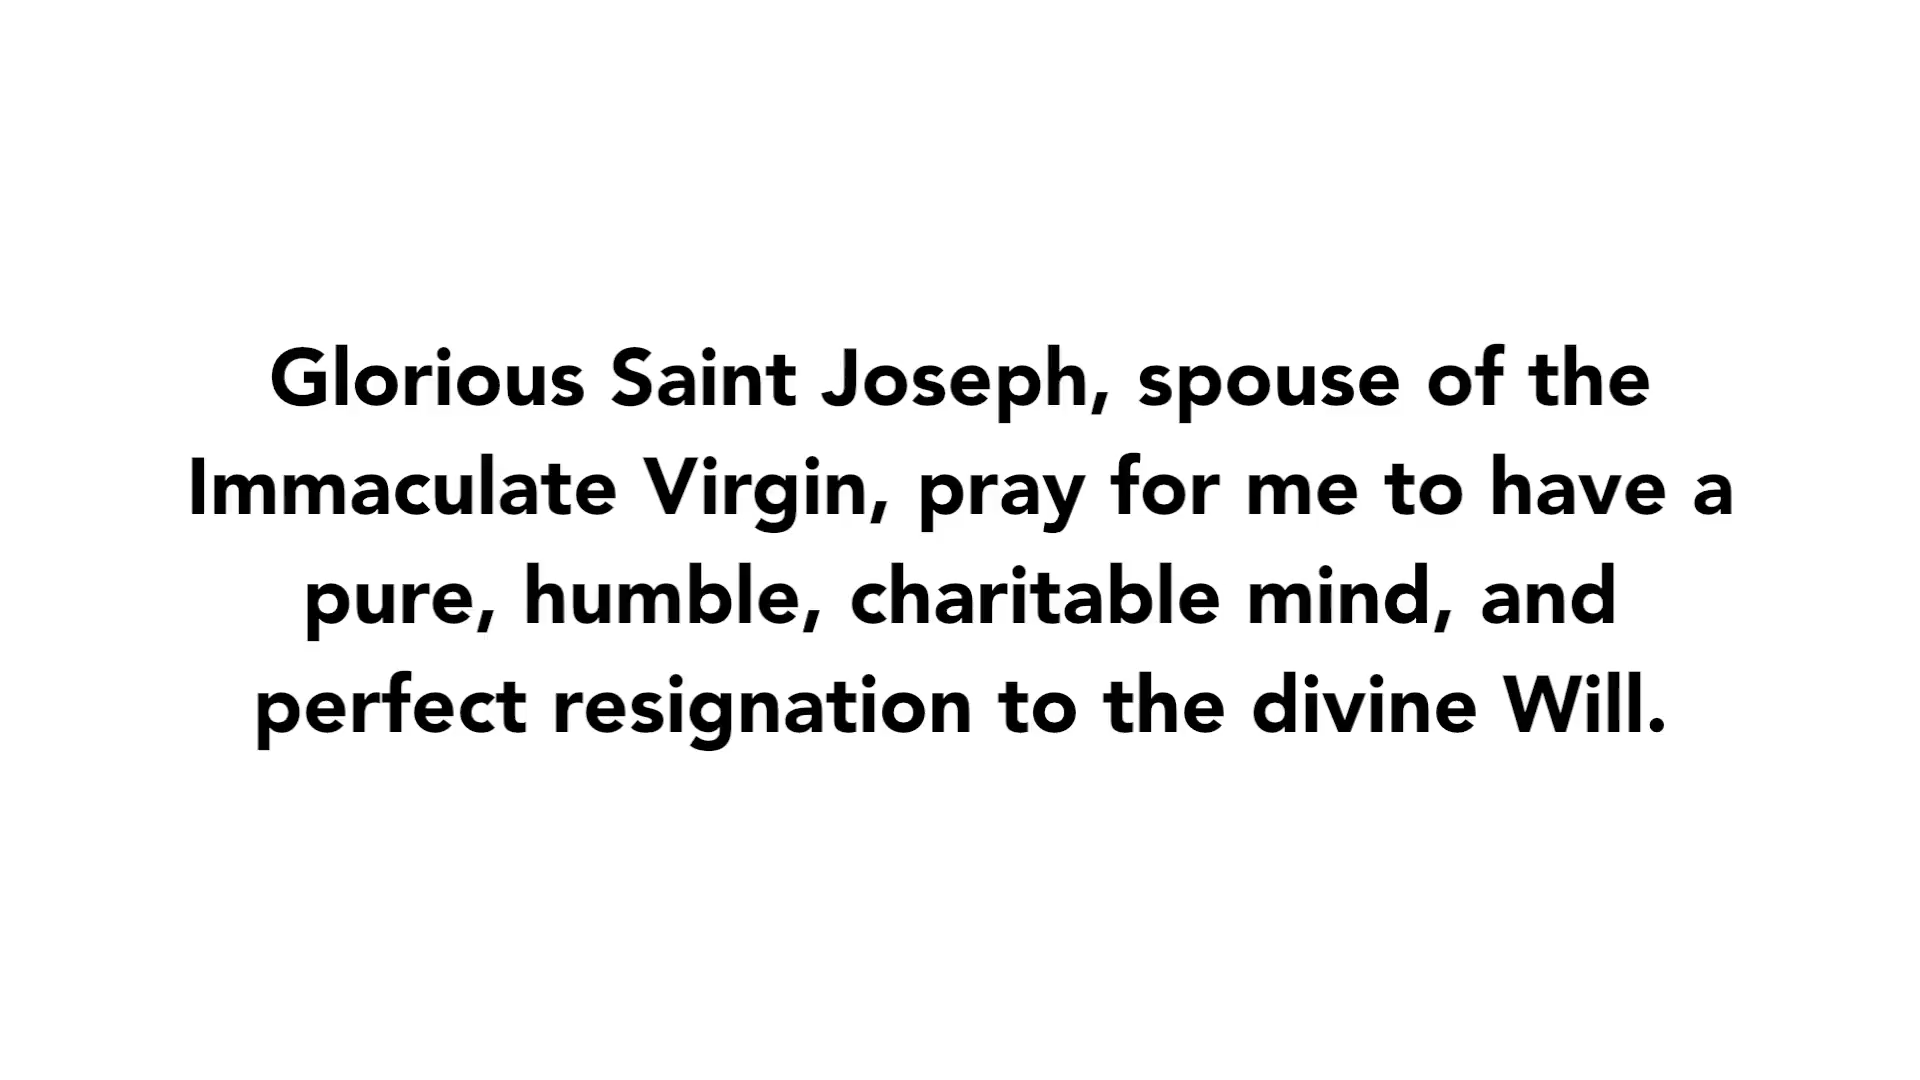 Glorious Saint Joseph, spouse of the
Immaculate Virgin, pray for me to have a
pure, humble, charitable mind, and
perfect resignation to the divine Will.